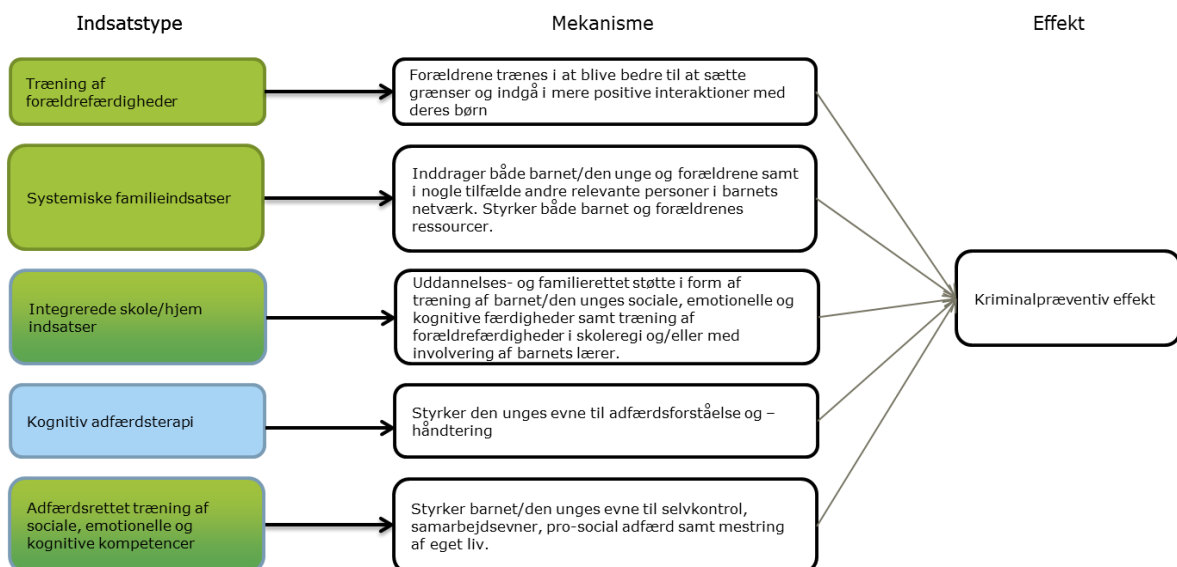 Indsatstype
Mekanisme
Effekt
Træning af
forældrefærdigheder
Forældrene trænes i at blive bedre til at sætte
grænser og indgå i mere positive interaktioner med
deres børn
Systemiske familieindsatser
Inddrager både barnet/den unge og forældrene samt
i nogle tilfælde andre relevante personer i barnets
netværk. Styrker både barnet og forældrenes
ressourcer.
Integrerede skole/hjem
indsatser
Uddannelses- og familierettet støtte i form af
træning af barnet/den unges sociale, emotionelle og
kognitive færdigheder samt træning af
forældrefærdigheder i skoleregi og/eller med
involvering af barnets lærer.
Kriminalpræventiv effekt
Kognitiv adfærdsterapi
Styrker den unges evne til adfærdsforståelse og –
håndtering
Adfærdsrettet træning af
sociale, emotionelle og
kognitive kompetencer
Styrker barnet/den unges evne til selvkontrol,
samarbejdsevner, pro-social adfærd samt mestring
af eget liv.